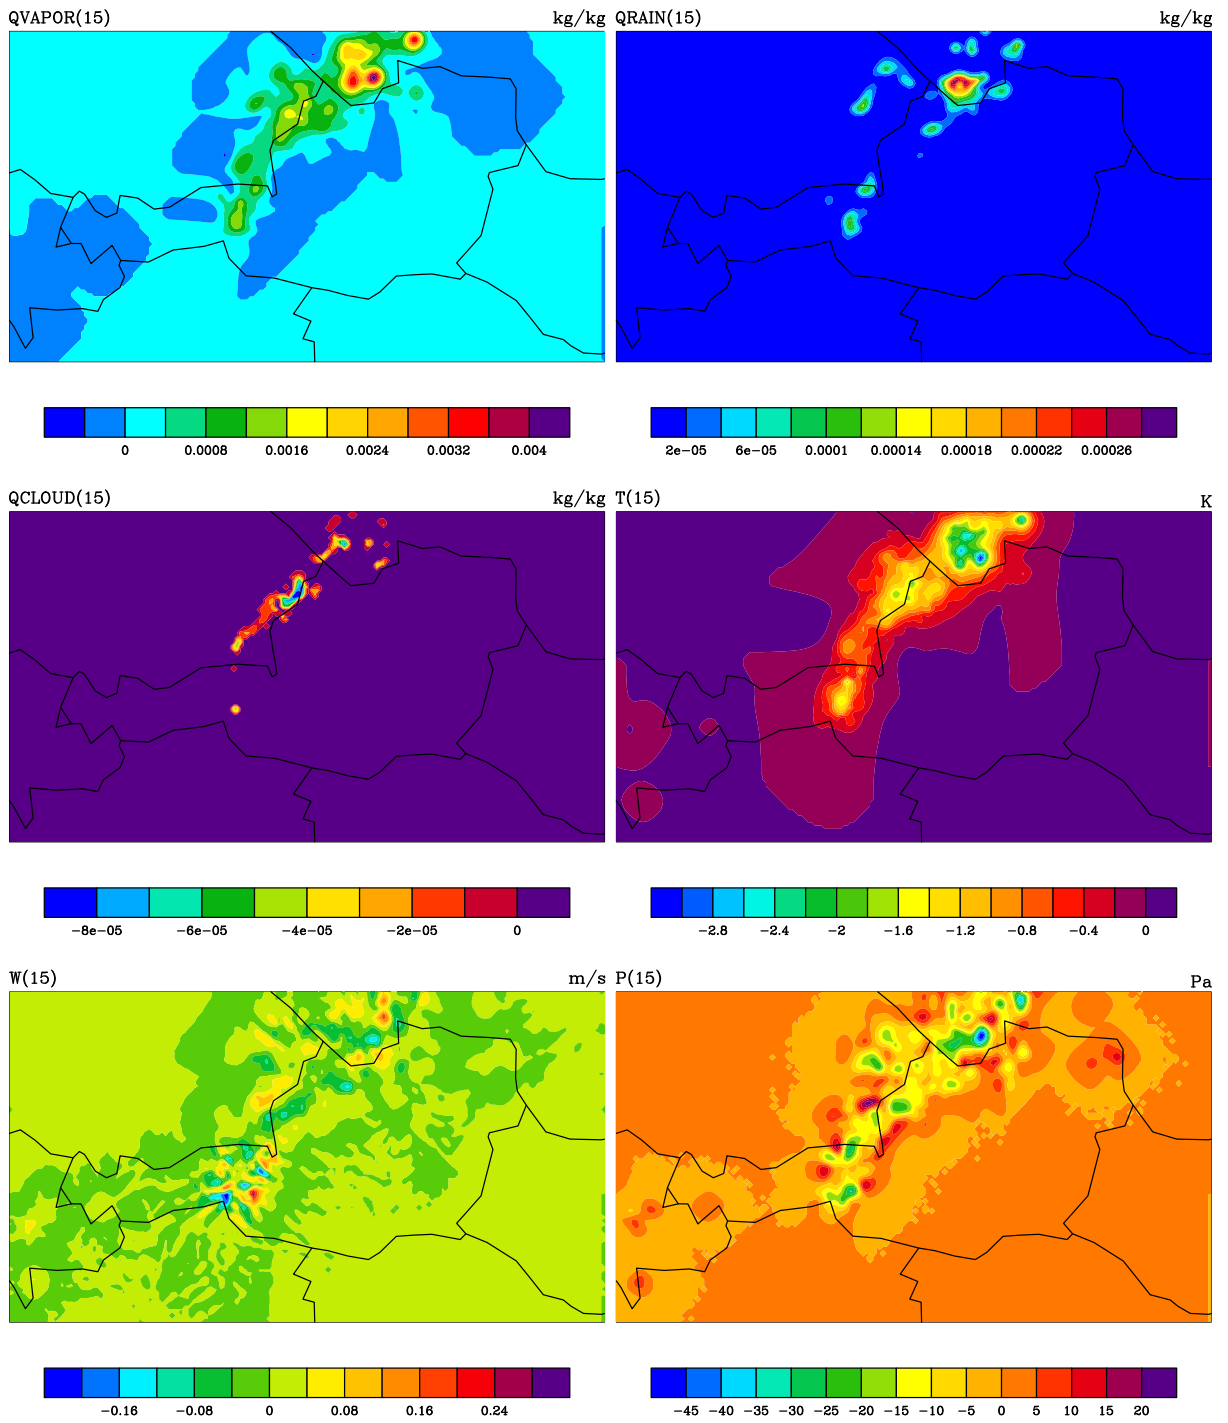 QVAPOR(15) kg/kg QRAIN(15) kg/kg
0 0.0008 0.0016 0.0024 0.0032 0.004 2e-05 6e-05 0.0001 0.00014 0.00018 0.00022 0.00026
QCLOUD(15) kg/kg T(15) K
-8e-05 -6e-05 -4e-05 -2e-05 0 -2.8 -2.4 -2 -1.6 -1.2 -0.8 -0.4 0
W(15) m/s P(15) Pa
-0.16 -0.08 0 0.08 0.16 0.24 -45 -40 -35 -30 -25 -20 -15 -10 -5 0 5 10 15 20